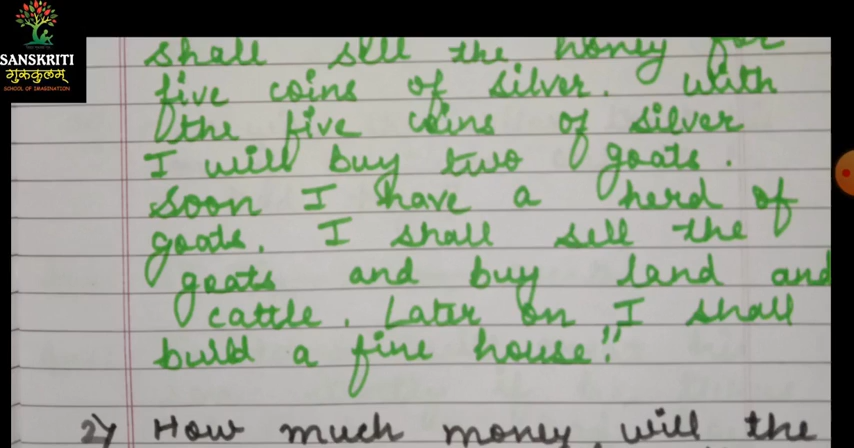 SANSKRITI
गुरुकुलम्
SCHOOL OF IMAGINATION
shall sell the honey for
five coins of silver. With
the five coins of silver
I will buy two goats.
Soon I have a herd of
goats. I shall sell the
goats and buy land and
cattle. Later on I shall
build a fine house!"
2) How much money will the